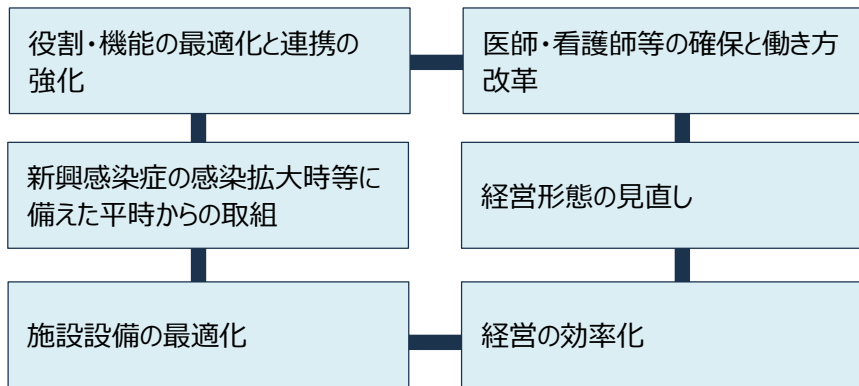 役割・機能の最適化と連携の
強化
医師・看護師等の確保と働き方
改革
新興感染症の感染拡大時等に
備えた平時からの取組
経営形態の見直し
施設設備の最適化
経営の効率化